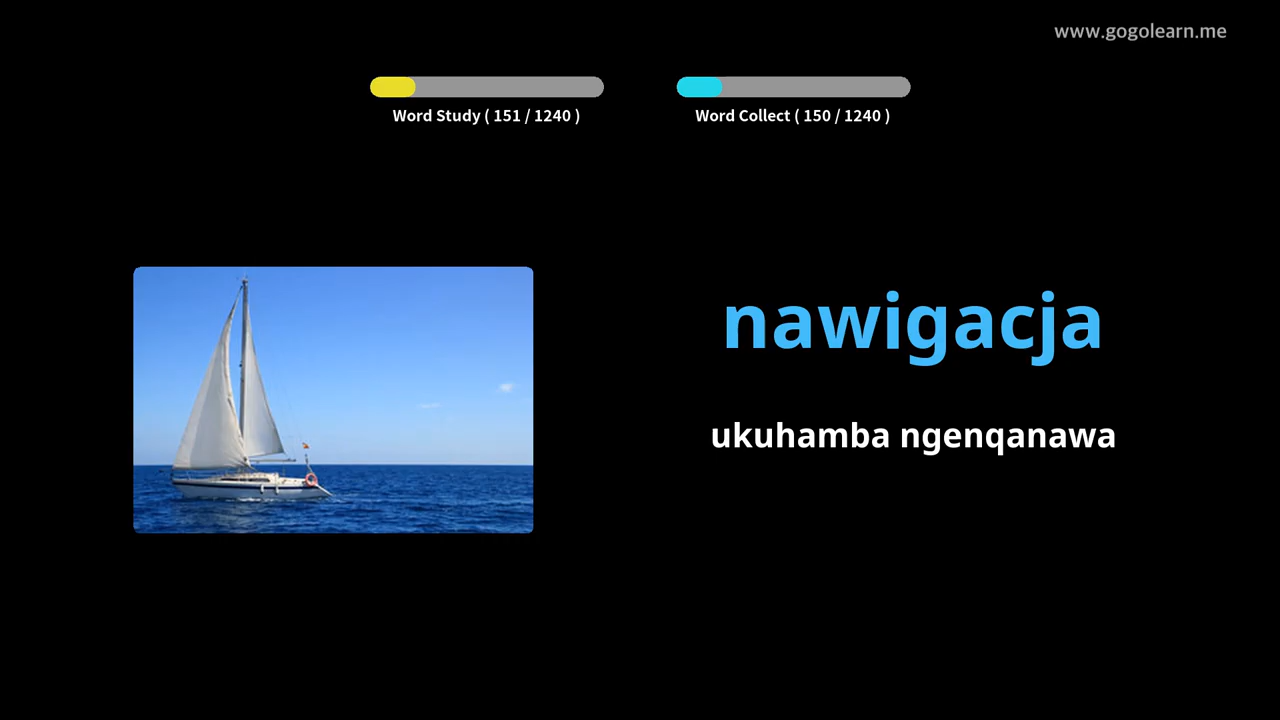 www.gogolearn.me
Word Study ( 151 / 1240 )
Word Collect ( 150 / 1240 )
nawigacja
ukuhamba ngenqanawa